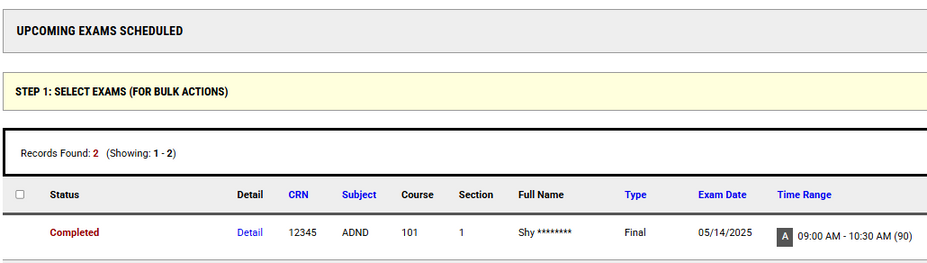 UPCOMING EXAMS SCHEDULED
STEP 1: SELECT EXAMS (FOR BULK ACTIONS)
Records Found: 2 (Showing: 1 - 2)
Status Detail CRN Subject Course Section Full Name Type Exam Date Time Range
Completed Detail 12345 ADND 101 1 Shy ******** Final 05/14/2025 A 09:00 AM - 10:30 AM (90)